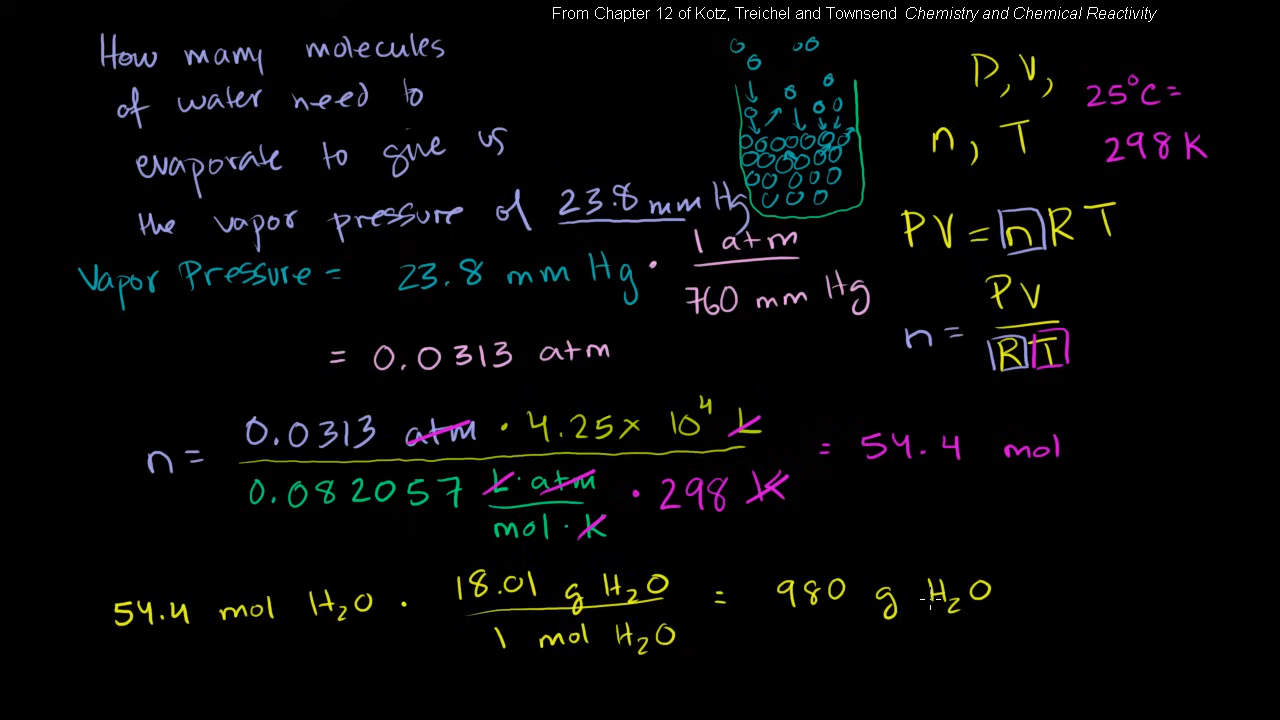 From Chapter 12 of Kotz, Treichel and Townsend Chemistry and Chemical Reactivity
How many molecules
of water need to
evaporate to give us
the vapor pressure of 23.8 mm Hg
P, V,
n, T
25°C =
298 K
Vapor Pressure = 23.8 mm Hg · 1 atm / 760 mm Hg
= 0.0313 atm
PV = nRT
n = PV / RT
n = 0.0313 atm · 4.25 x 10⁴ L / 0.082057 L·atm / mol·K · 298 K = 54.4 mol
54.4 mol H₂O · 18.01 g H₂O / 1 mol H₂O = 980 g H₂O